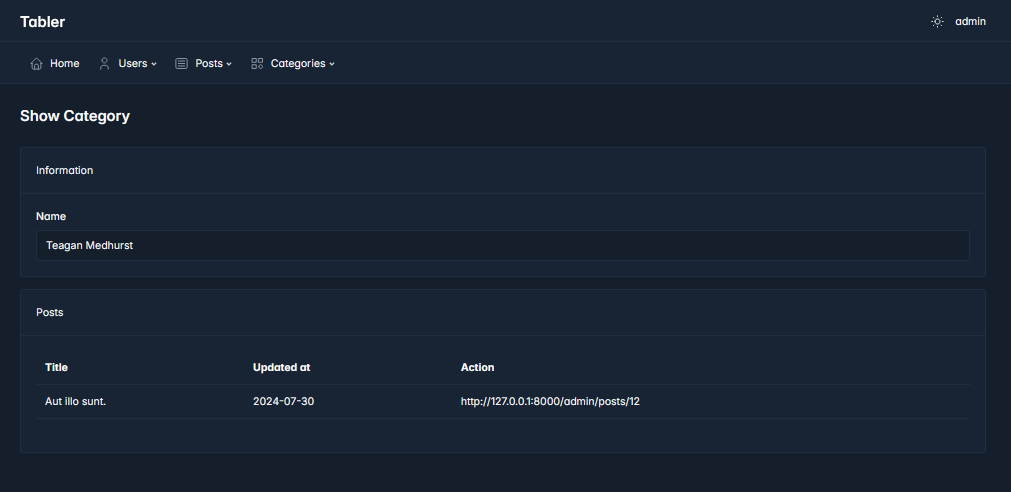 Tabler
admin
Home Users Posts Categories
Show Category
Information
Name
Teagan Medhurst
Posts
Title Updated at Action
Aut illo sunt. 2024-07-30 http://127.0.0.1:8000/admin/posts/12